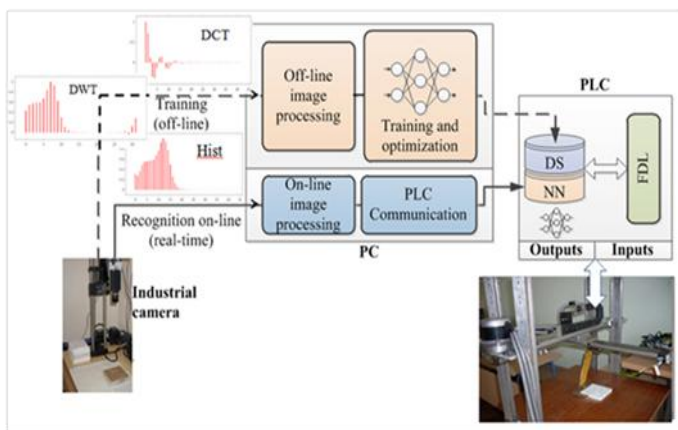 DCT
DWT
Training
(off-line)
Hist
Recognition on-line
(real-time)
Industrial
camera
Off-line
image
processing
Training and
optimization
On-line
image
processing
PLC
Communication
PC
PLC
DS
NN
FDL
Outputs
Inputs